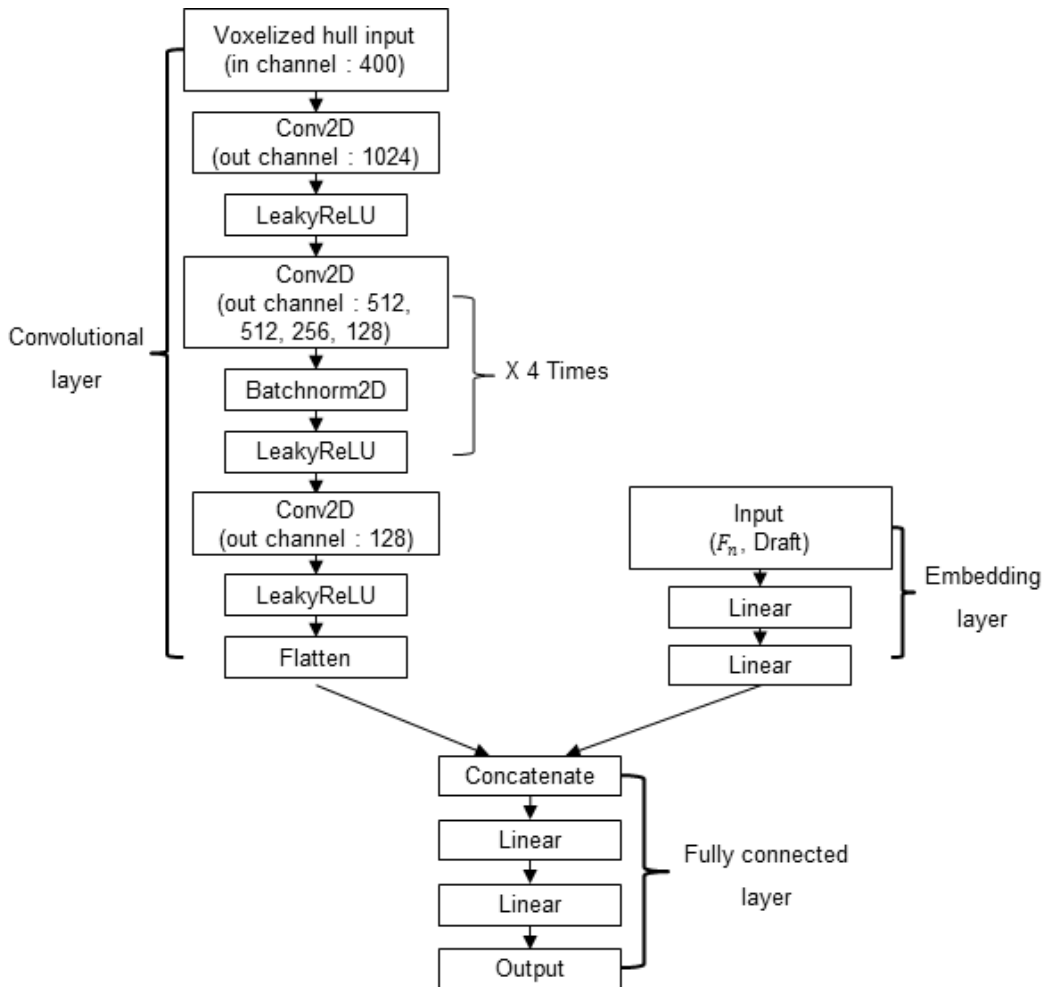 Voxelized hull input
(in channel : 400)
Conv2D
(out channel : 1024)
LeakyReLU
Conv2D
(out channel : 512,
512, 256, 128)
Batchnorm2D
LeakyReLU
X 4 Times
Conv2D
(out channel : 128)
LeakyReLU
Flatten
Convolutional
layer
Input
(Fₙ, Draft)
Linear
Linear
Embedding
layer
Concatenate
Linear
Linear
Output
Fully connected
layer